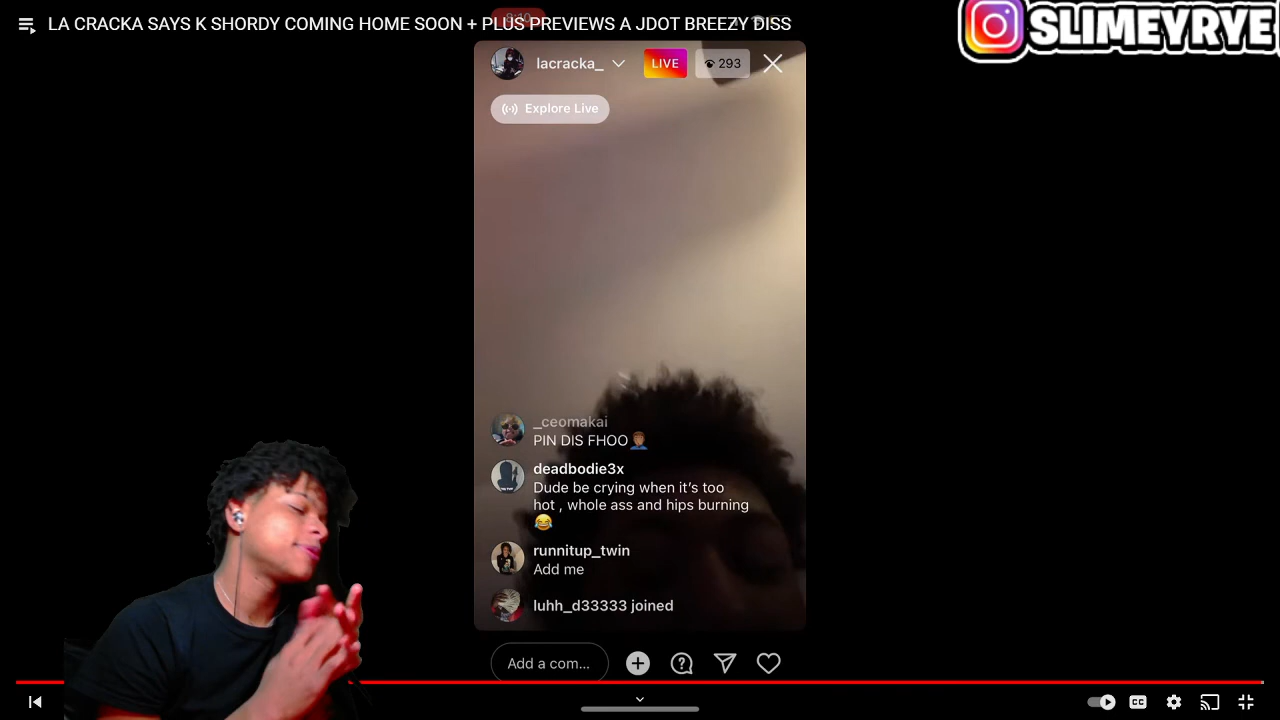 LA CRACKA SAYS K SHORDY COMING HOME SOON + PLUS PREVIEWS A JDOT BREEZY DISS
SLIMEYRYE
lacracka_
LIVE
293
Explore Live
_ceomakai
PIN DIS FHOO🤦🏽‍♂️
deadbodie3x
Dude be crying when it's too
hot , whole ass and hips burning
😂
runnitup_twin
Add me
luhh_d33333 joined
Add a com...
CC